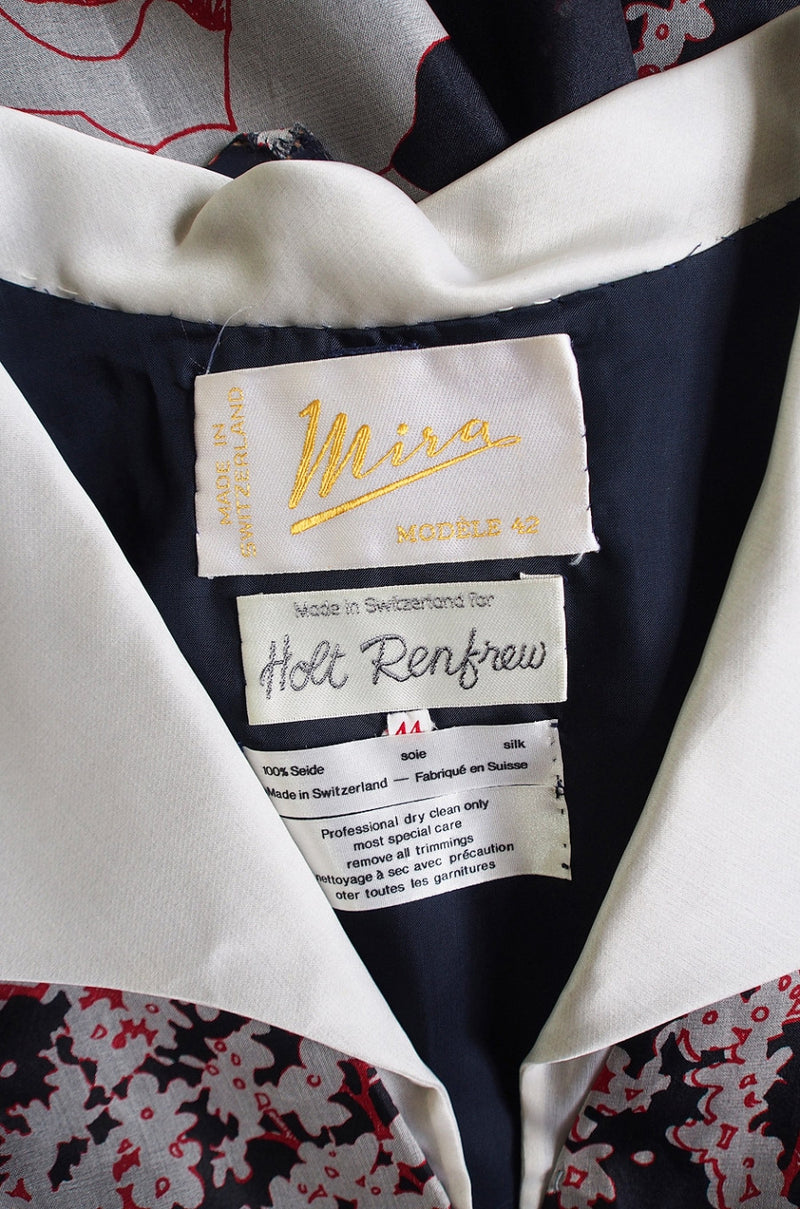 MADE IN
SWITZERLAND
Mira
MODÈLE 42
Made in Switzerland for
Holt Renfrew
44
100% Seide soie silk
Made in Switzerland — Fabriqué en Suisse
Professional dry clean only
most special care
remove all trimmings
nettoyage à sec avec précaution
oter toutes les garnitures